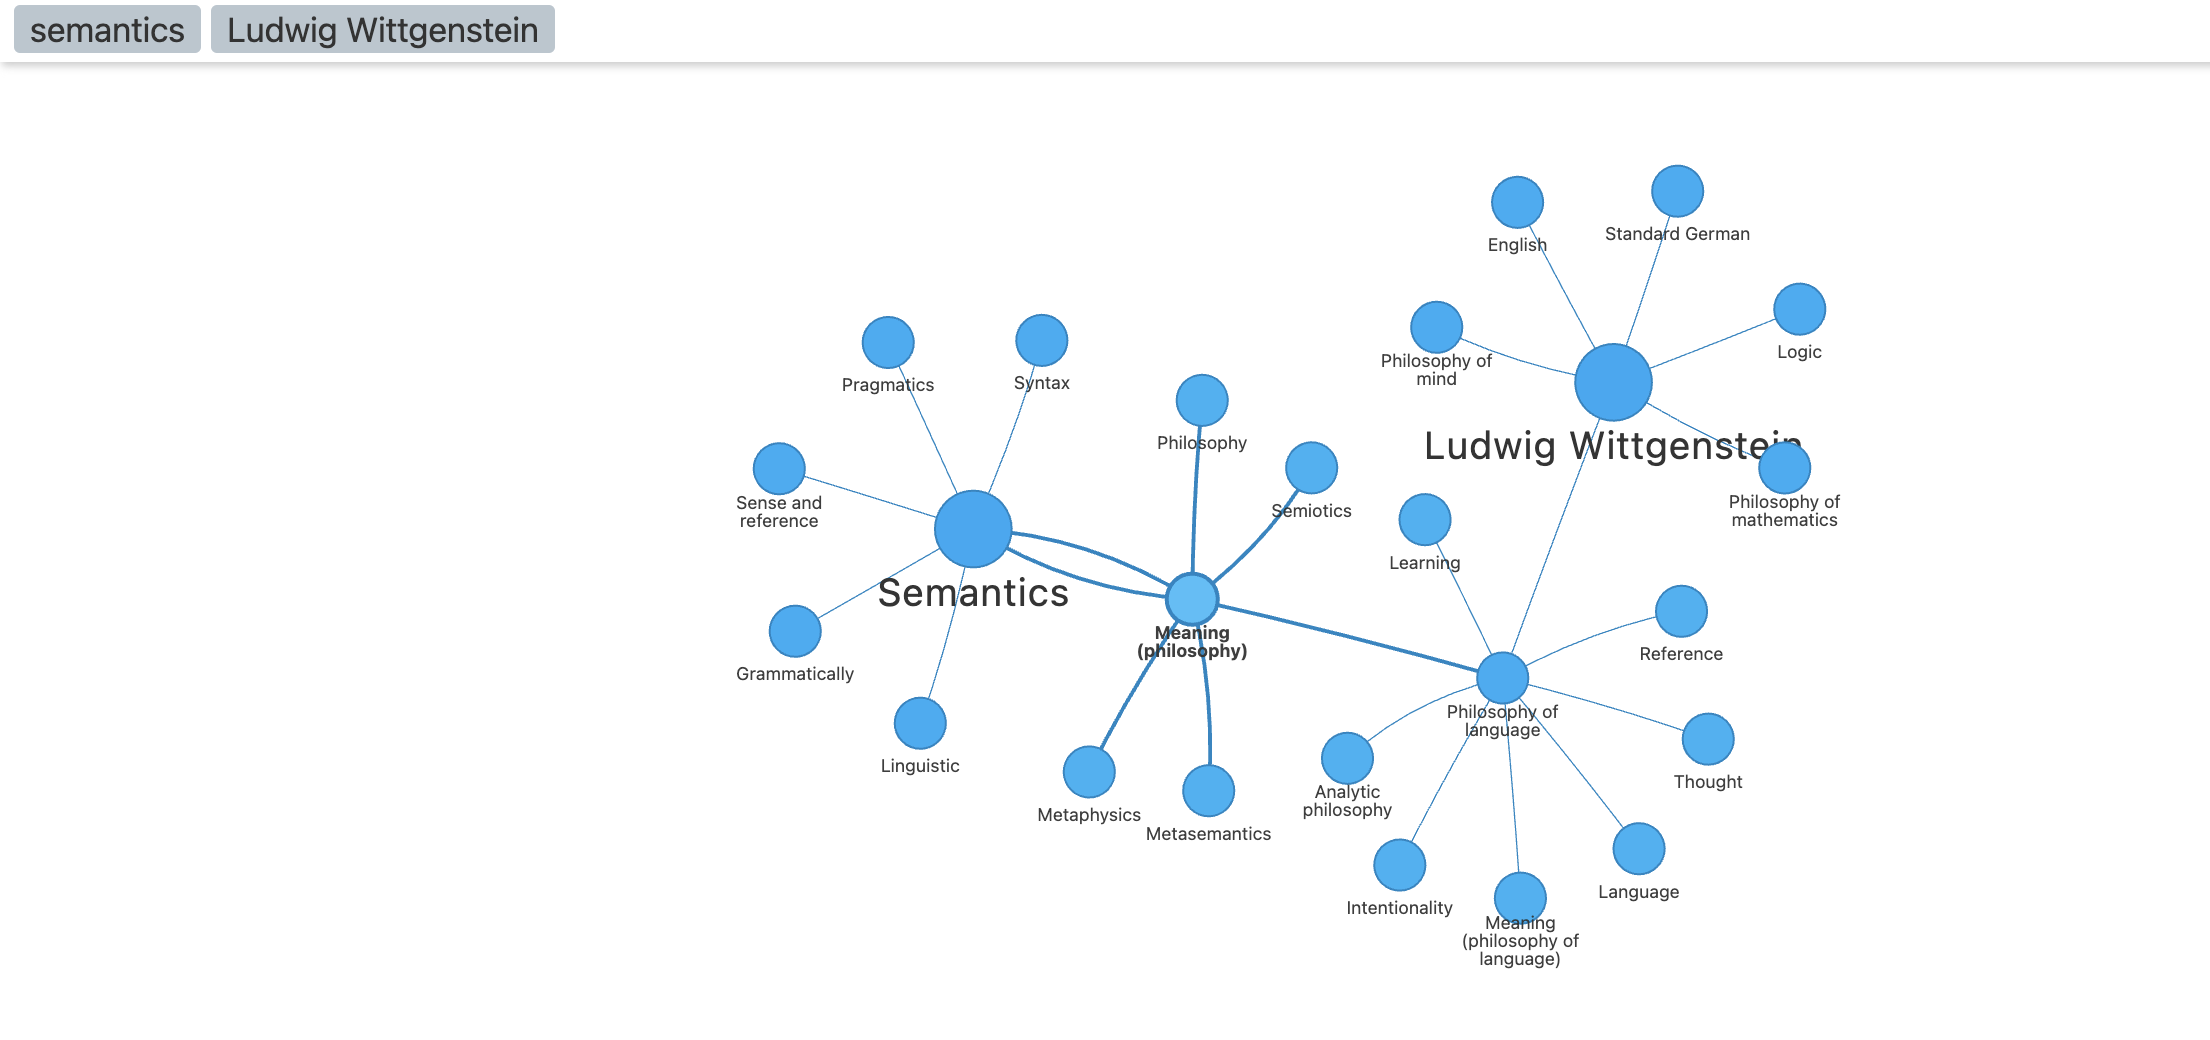 semantics
Ludwig Wittgenstein
English
Standard German
Philosophy of
mind
Logic
Pragmatics
Syntax
Philosophy
Ludwig Wittgenstein
Sense and
reference
Semiotics
Philosophy of
mathematics
Learning
Semantics
Meaning
(philosophy)
Reference
Grammatically
Philosophy of
language
Linguistic
Thought
Metaphysics
Metasemantics
Analytic
philosophy
Intentionality
Language
Meaning
(philosophy of
language)